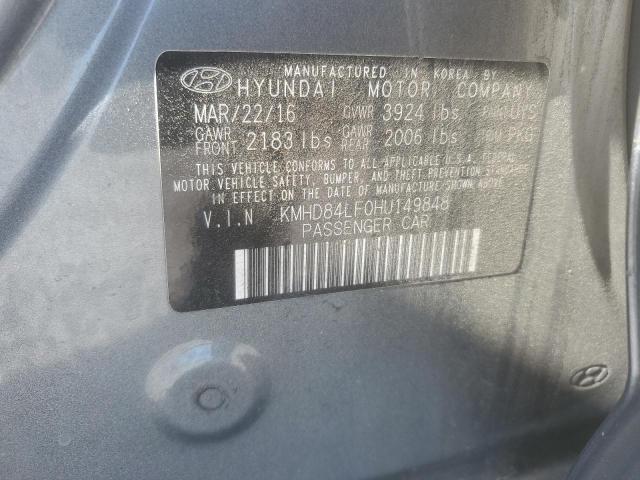 MANUFACTURED IN KOREA BY
HYUNDAI MOTOR COMPANY
MAR/22/16 GVWR 3924 lbs
GAWR FRONT 2183 lbs GAWR REAR 2006 lbs
THIS VEHICLE CONFORMS TO ALL APPLICABLE U.S.A. FEDERAL
MOTOR VEHICLE SAFETY, BUMPER, AND THEFT PREVENTION STANDARDS
IN EFFECT ON THE DATE OF MANUFACTURE SHOWN ABOVE.
V.I.N KMHD84LF0HU149848
PASSENGER CAR